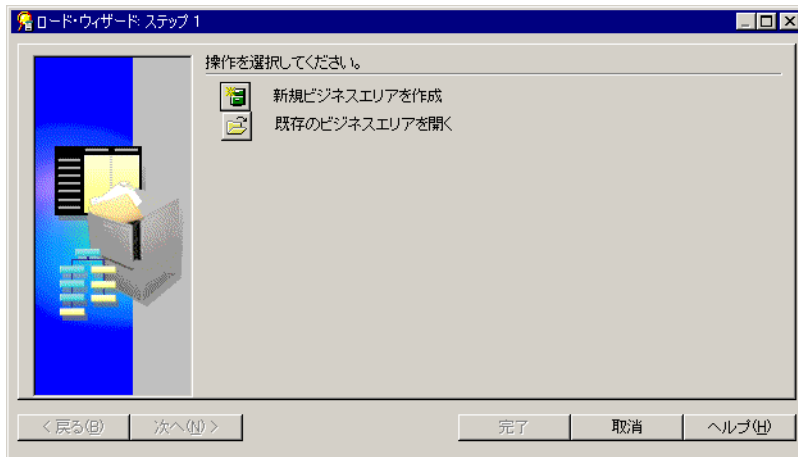 ロード・ウィザード: ステップ 1
操作を選択してください。
新規ビジネスエリアを作成
既存のビジネスエリアを開く
< 戻る(B)
次へ(N) >
完了
取消
ヘルプ(H)